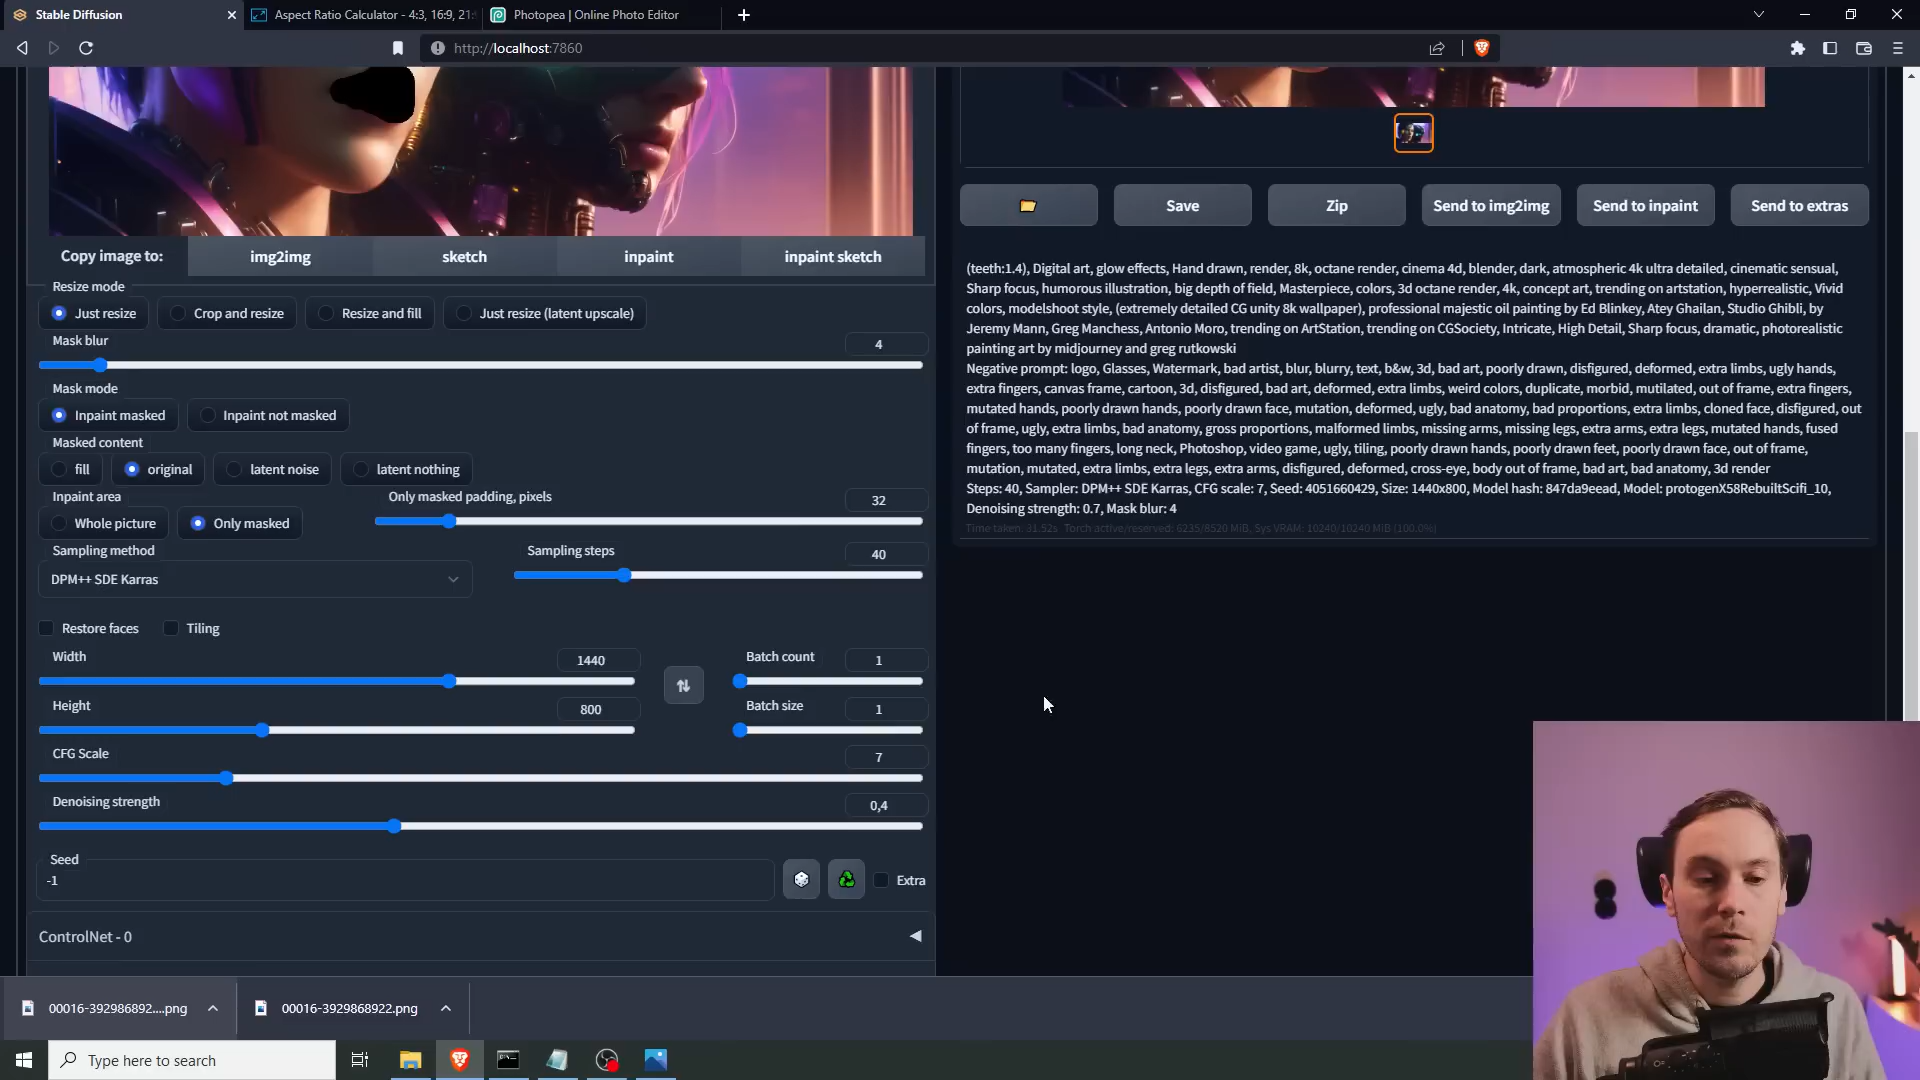 Stable Diffusion
Aspect Ratio Calculator - 4:3, 16:9, 21:
Photopea | Online Photo Editor
http://localhost:7860
Copy image to:
img2img
sketch
inpaint
inpaint sketch
Resize mode
Just resize
Crop and resize
Resize and fill
Just resize (latent upscale)
Mask blur
4
Mask mode
Inpaint masked
Inpaint not masked
Masked content
fill
original
latent noise
latent nothing
Inpaint area
Whole picture
Only masked
Only masked padding, pixels
32
Sampling method
DPM++ SDE Karras
Sampling steps
40
Restore faces
Tiling
Width
1440
Height
800
Batch count
1
Batch size
1
CFG Scale
7
Denoising strength
0,4
Seed
-1
Extra
ControlNet - 0
Save
Zip
Send to img2img
Send to inpaint
Send to extras
(teeth:1.4), Digital art, glow effects, Hand drawn, render, 8k, octane render, cinema 4d, blender, dark, atmospheric 4k ultra detailed, cinematic sensual,
Sharp focus, humorous illustration, big depth of field, Masterpiece, colors, 3d octane render, 4k, concept art, trending on artstation, hyperrealistic, Vivid
colors, modelshoot style, (extremely detailed CG unity 8k wallpaper), professional majestic oil painting by Ed Blinkey, Atey Ghailan, Studio Ghibli, by
Jeremy Mann, Greg Manchess, Antonio Moro, trending on ArtStation, trending on CGSociety, Intricate, High Detail, Sharp focus, dramatic, photorealistic
painting art by midjourney and greg rutkowski
Negative prompt: logo, Glasses, Watermark, bad artist, blur, blurry, text, b&w, 3d, bad art, poorly drawn, disfigured, deformed, extra limbs, ugly hands,
extra fingers, canvas frame, cartoon, 3d, disfigured, bad art, deformed, extra limbs, weird colors, duplicate, morbid, mutilated, out of frame, extra fingers,
mutated hands, poorly drawn hands, poorly drawn face, mutation, deformed, ugly, bad anatomy, bad proportions, extra limbs, cloned face, disfigured, out
of frame, ugly, extra limbs, bad anatomy, gross proportions, malformed limbs, missing arms, missing legs, extra arms, extra legs, mutated hands, fused
fingers, too many fingers, long neck, Photoshop, video game, ugly, tiling, poorly drawn hands, poorly drawn feet, poorly drawn face, out of frame,
mutation, mutated, extra limbs, extra legs, extra arms, disfigured, deformed, cross-eye, body out of frame, bad art, bad anatomy, 3d render
Steps: 40, Sampler: DPM++ SDE Karras, CFG scale: 7, Seed: 4051660429, Size: 1440x800, Model hash: 847da9eead, Model: protogenX58RebuiltScifi_10,
Denoising strength: 0.7, Mask blur: 4
Time taken: Torch active/reserved: 6235/8520 MiB, Sys VRAM: 10240/10240 MiB (100.0%)
00016-392986892....png
00016-3929868922.png
Type here to search